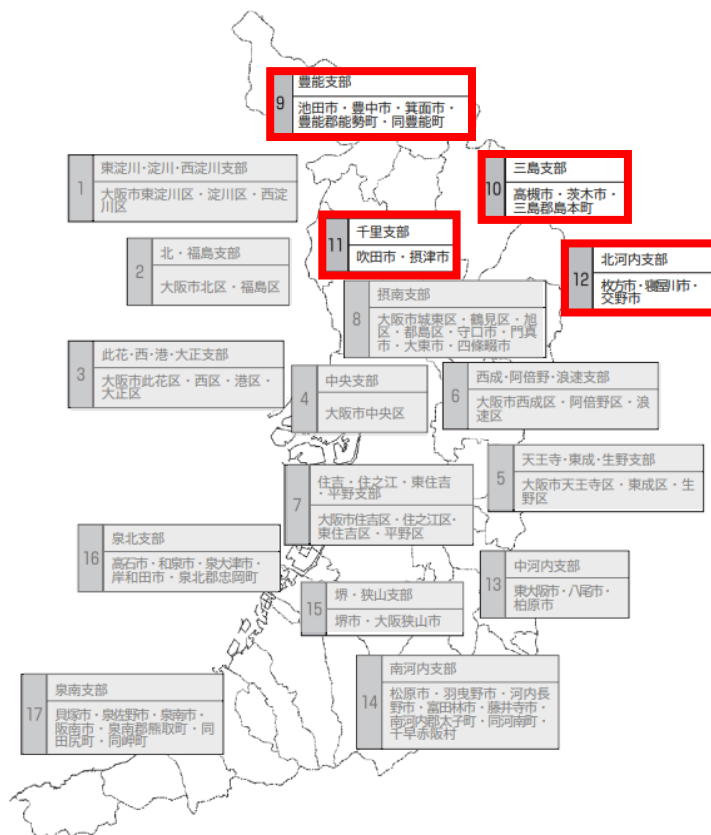 9
豊能支部
池田市・豊中市・箕面市・
豊能郡能勢町・同豊能町
1
東淀川・淀川・西淀川支部
大阪市東淀川区・淀川区・西淀
川区
10
三島支部
高槻市・茨木市・
三島郡島本町
11
千里支部
吹田市・摂津市
2
北・福島支部
大阪市北区・福島区
12
北河内支部
枚方市・寝屋川市・
交野市
8
摂南支部
大阪市城東区・鶴見区・旭
区・都島区・守口市・門真
市・大東市・四條畷市
3
此花・西・港・大正支部
大阪市此花区・西区・港区・
大正区
4
中央支部
大阪市中央区
6
西成・阿倍野・浪速支部
大阪市西成区・阿倍野区・浪
速区
5
天王寺・東成・生野支部
大阪市天王寺区・東成区・生
野区
7
住吉・住之江・東住吉
・平野支部
大阪市住吉区・住之江区・
東住吉区・平野区
16
泉北支部
高石市・和泉市・泉大津市・
岸和田市・泉北郡忠岡町
13
中河内支部
東大阪市・八尾市・
柏原市
15
堺・狭山支部
堺市・大阪狭山市
14
南河内支部
松原市・羽曳野市・河内長
野市・富田林市・藤井寺市・
南河内郡太子町・同河南町・
千早赤阪村
17
泉南支部
貝塚市・泉佐野市・泉南市・
阪南市・泉南郡熊取町・同
田尻町・同岬町